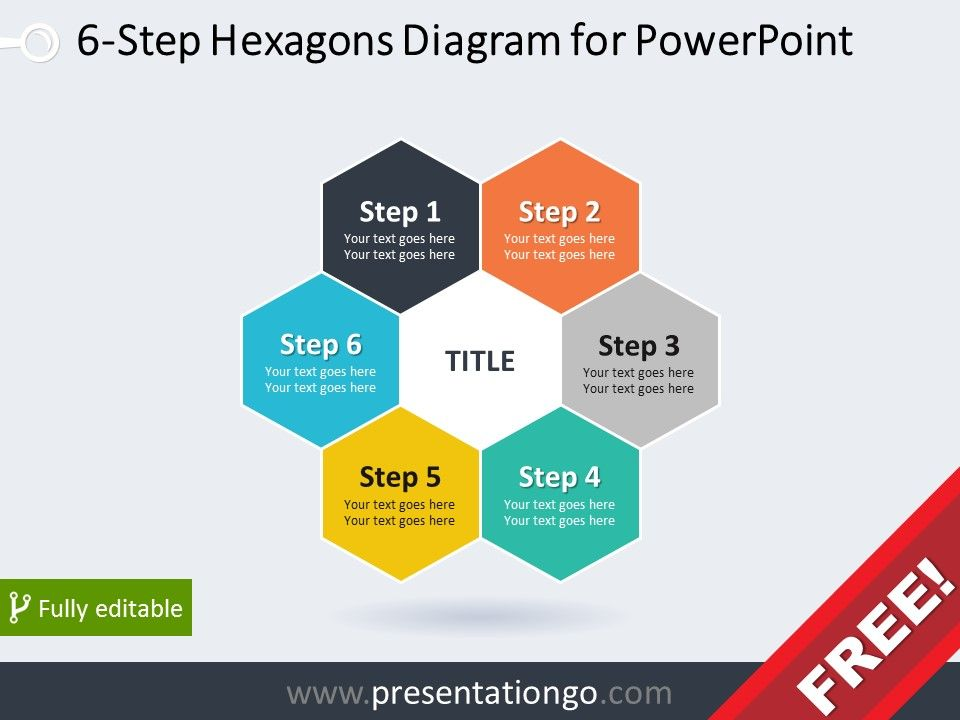 6-Step Hexagons Diagram for PowerPoint
Step 1
Your text goes here
Your text goes here
Step 2
Your text goes here
Your text goes here
Step 6
Your text goes here
Your text goes here
TITLE
Step 3
Your text goes here
Your text goes here
Step 5
Your text goes here
Your text goes here
Step 4
Your text goes here
Your text goes here
Fully editable
FREE!
www.presentationgo.com